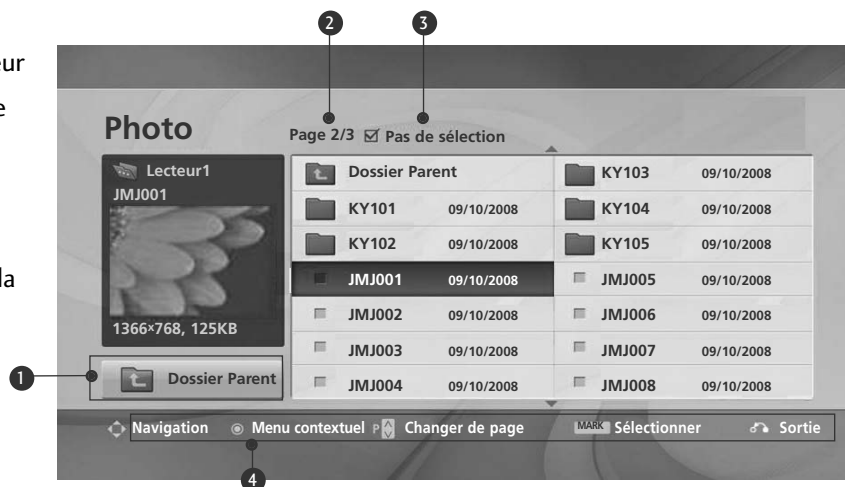 2 3
eur
e
la
Photo
Page 2/3 Pas de sélection
Lecteur1
JMJ001
1366×768, 125KB
1 Dossier Parent
Dossier Parent
KY101 09/10/2008
KY102 09/10/2008
JMJ001 09/10/2008
JMJ002 09/10/2008
JMJ003 09/10/2008
JMJ004 09/10/2008
KY103 09/10/2008
KY104 09/10/2008
KY105 09/10/2008
JMJ005 09/10/2008
JMJ006 09/10/2008
JMJ007 09/10/2008
JMJ008 09/10/2008
Navigation Menu contextuel P Changer de page MARK Sélectionner Sortie
4